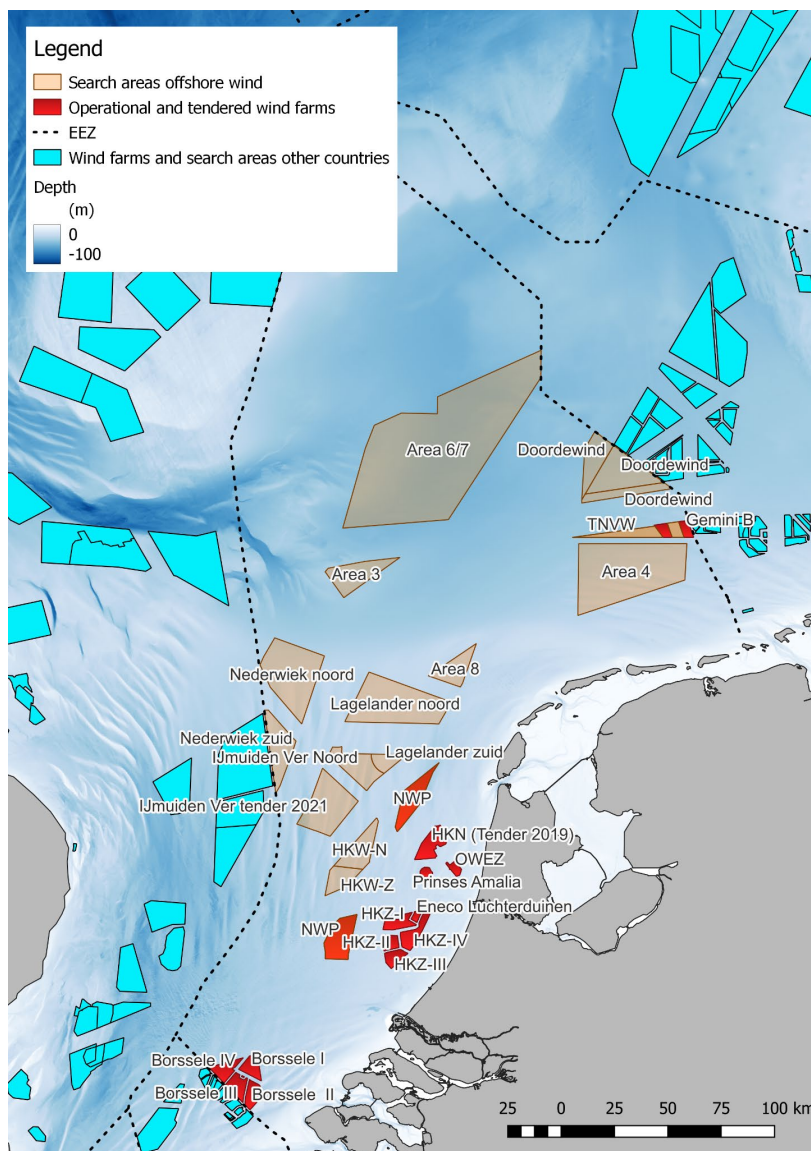 Legend
Search areas offshore wind
Operational and tendered wind farms
EEZ
Wind farms and search areas other countries
Depth
(m)
0
-100
Area 6/7
Doordewind
Doordewind
Doordewind
TNVW
Gemini B
Area 3
Area 4
Nederwiek noord
Area 8
Lagelander noord
Nederwiek zuid
IJmuiden Ver Noord
Lagelander zuid
IJmuiden Ver tender 2021
NWP
HKN (Tender 2019)
HKW-N
OWEZ
HKW-Z
Prinses Amalia
Eneco Luchterduinen
HKZ-I
NWP
HKZ-II
HKZ-IV
HKZ-III
Borssele IV
Borssele I
Borssele III
Borssele II
25 0 25 50 75 100 km